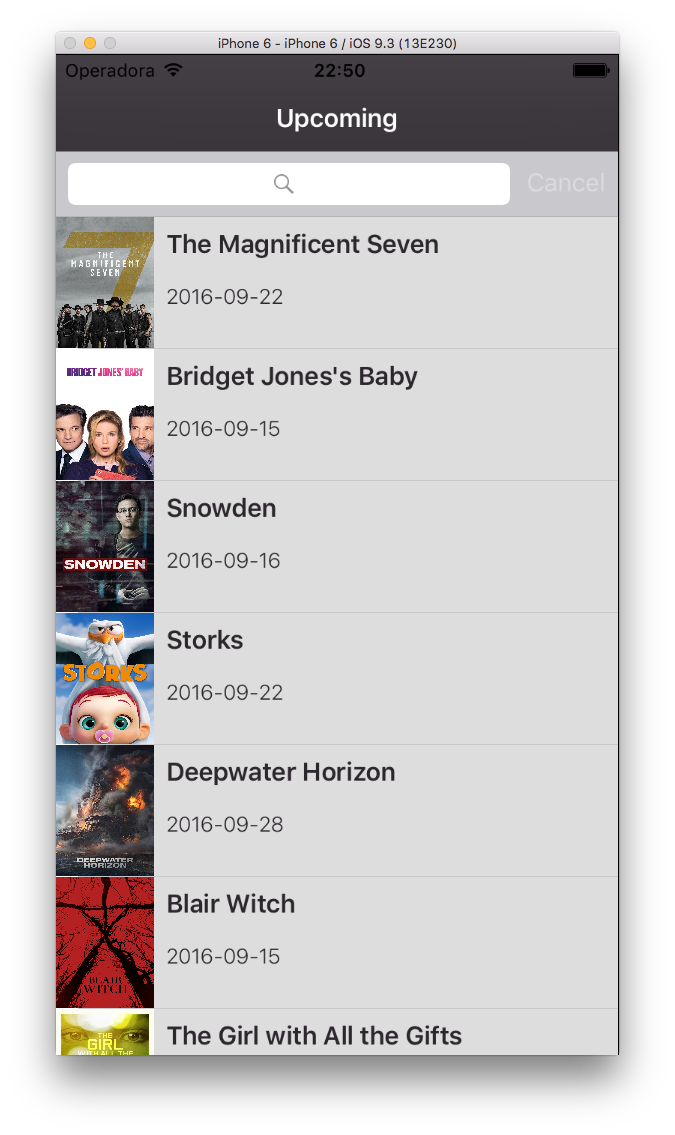 iPhone 6 - iPhone 6 / iOS 9.3 (13E230)
Operadora 22:50
Upcoming
Cancel
THE
MAGNIFICENT
SEVEN
The Magnificent Seven
2016-09-22
BRIDGET JONES' BABY
Bridget Jones's Baby
2016-09-15
SNOWDEN
Snowden
2016-09-16
STORKS
Storks
2016-09-22
DEEPWATER
HORIZON
Deepwater Horizon
2016-09-28
BLAIR
WITCH
Blair Witch
2016-09-15
THE
GIRL
WITH ALL THE
The Girl with All the Gifts